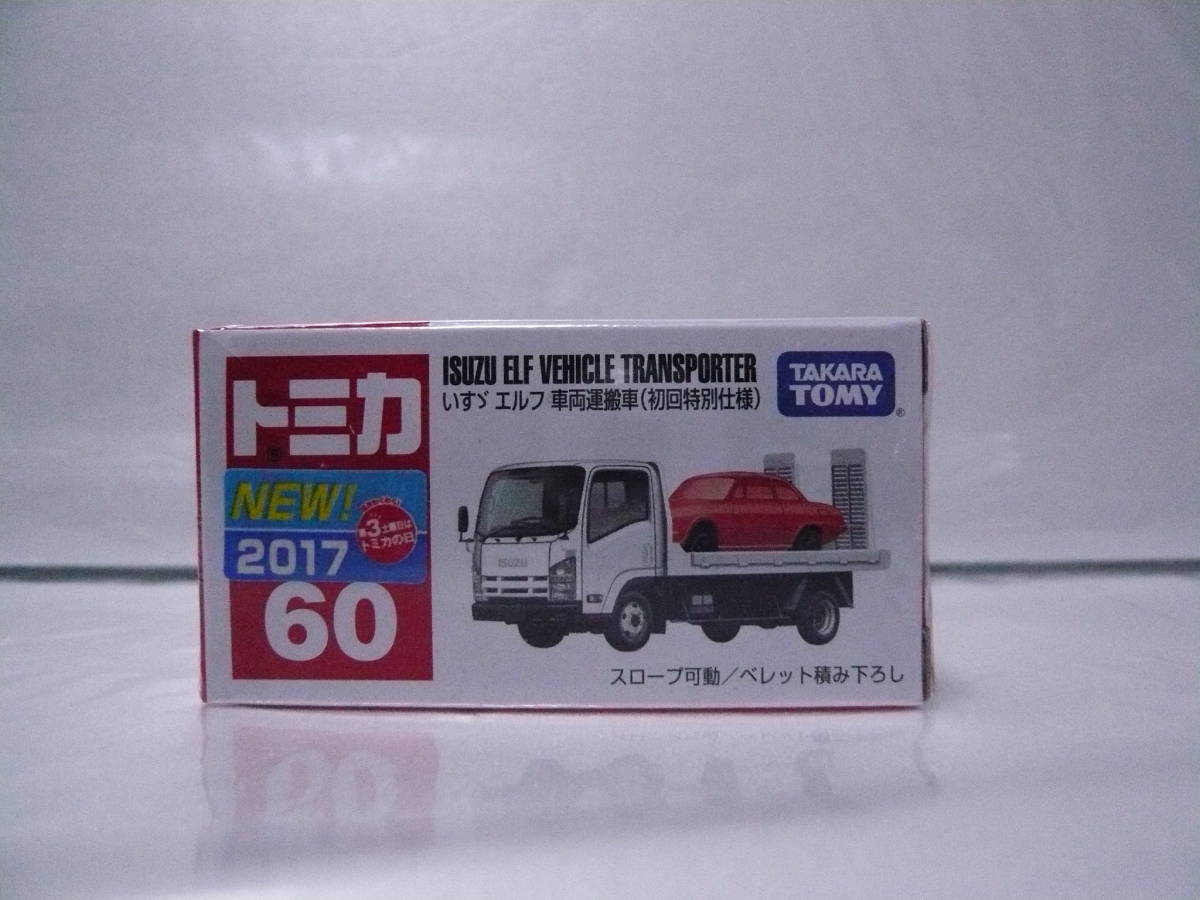 トミカ
®
NEW!
2017
第3土曜日は
トミカの日
60
ISUZU ELF VEHICLE TRANSPORTER
いすゞ エルフ 車両運搬車(初回特別仕様)
TAKARA
TOMY
®
ISUZU
スロープ可動/ベレット積み下ろし